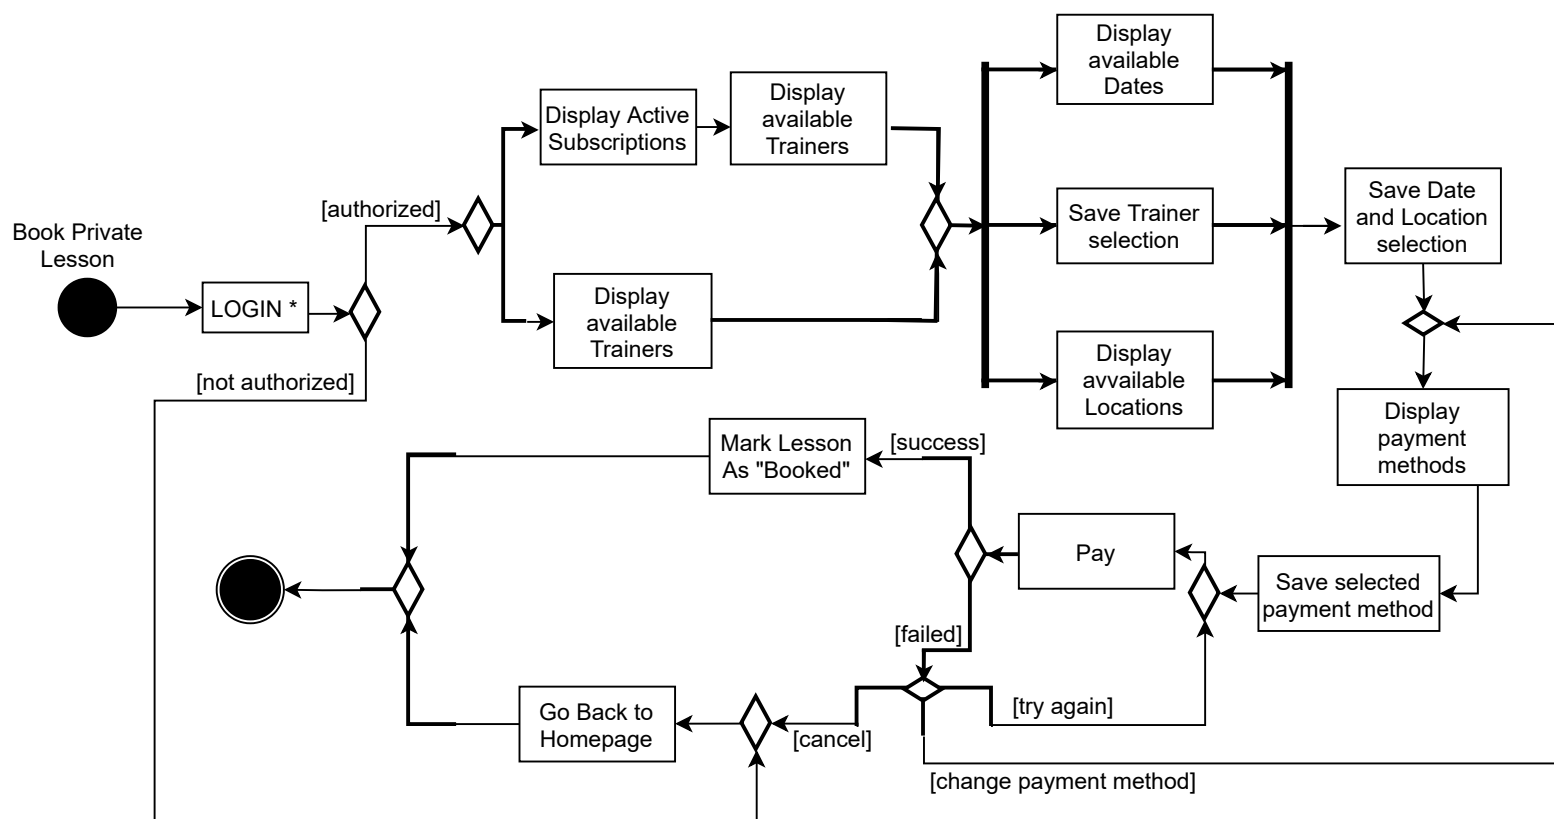 Book Private
Lesson
LOGIN *
[authorized]
[not authorized]
Display Active
Subscriptions
Display
available
Trainers
Display
available
Trainers
Display
available
Dates
Save Trainer
selection
Display
avvailable
Locations
Save Date
and Location
selection
Display
payment
methods
Save selected
payment method
Pay
[success]
[failed]
Mark Lesson
As "Booked"
[try again]
[cancel]
[change payment method]
Go Back to
Homepage